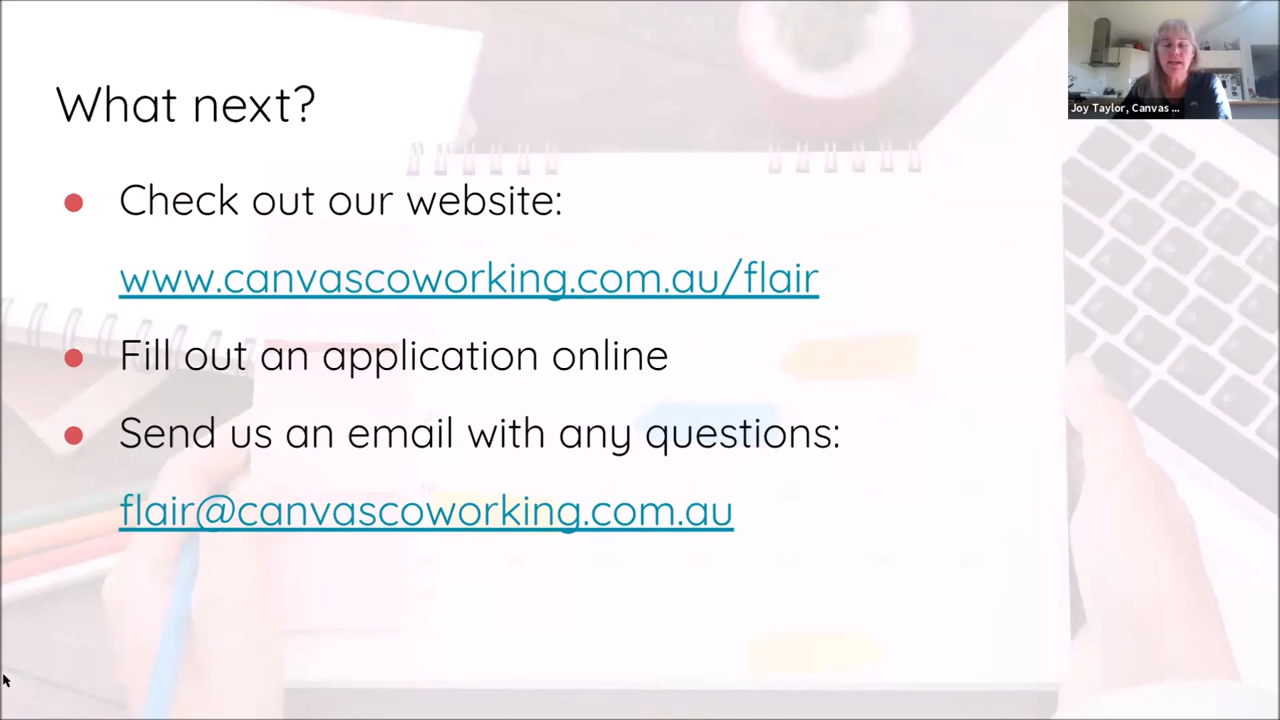 What next?
Check out our website:
www.canvascoworking.com.au/flair
Fill out an application online
Send us an email with any questions:
flair@canvascoworking.com.au
Joy Taylor, Canvas ...